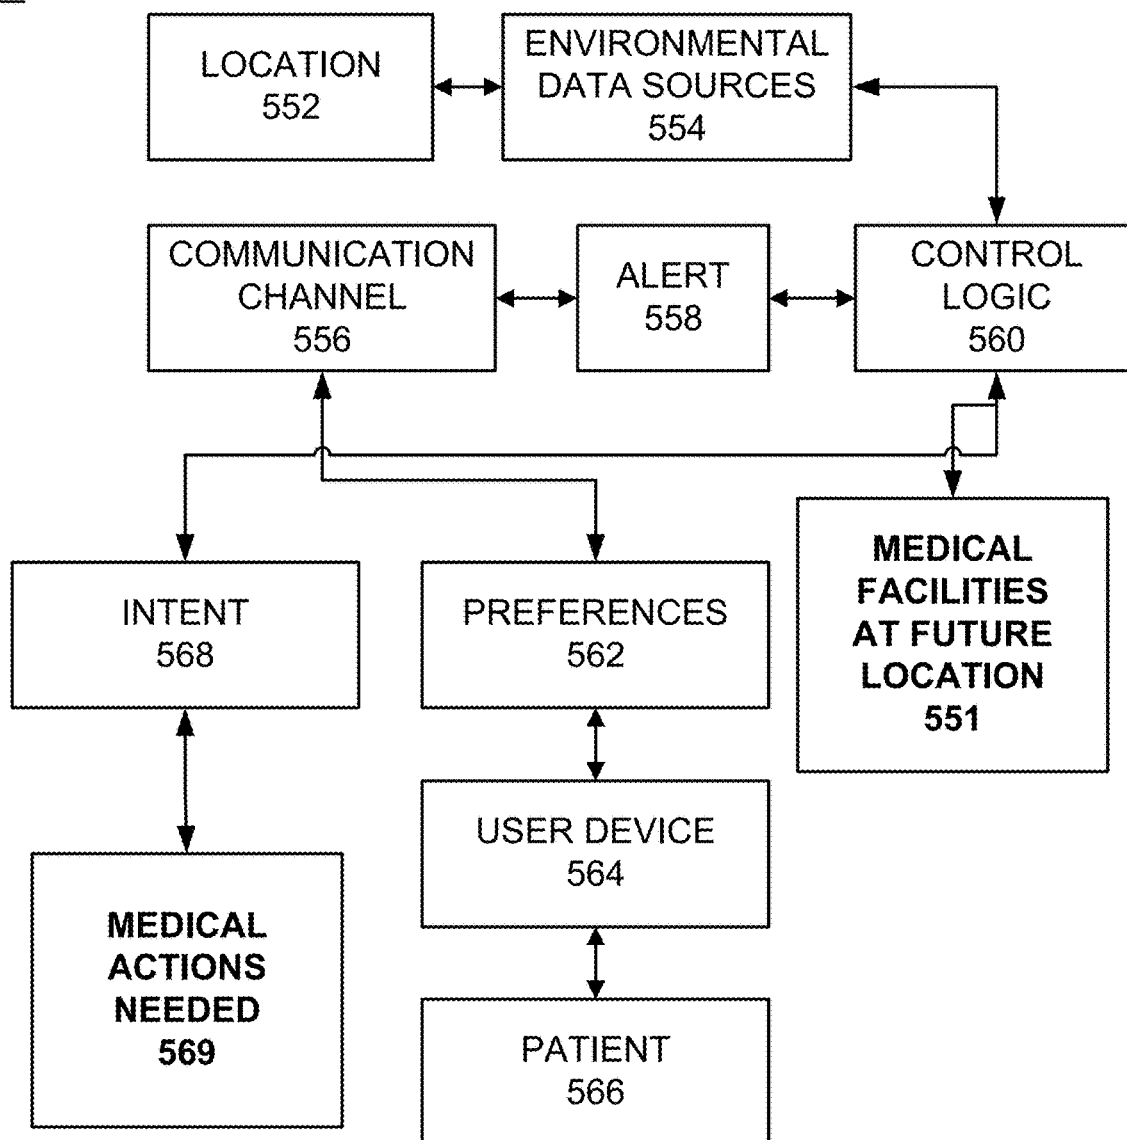 LOCATION
552
ENVIRONMENTAL
DATA SOURCES
554
COMMUNICATION
CHANNEL
556
ALERT
558
CONTROL
LOGIC
560
INTENT
568
PREFERENCES
562
MEDICAL
FACILITIES
AT FUTURE
LOCATION
551
USER DEVICE
564
MEDICAL
ACTIONS
NEEDED
569
PATIENT
566